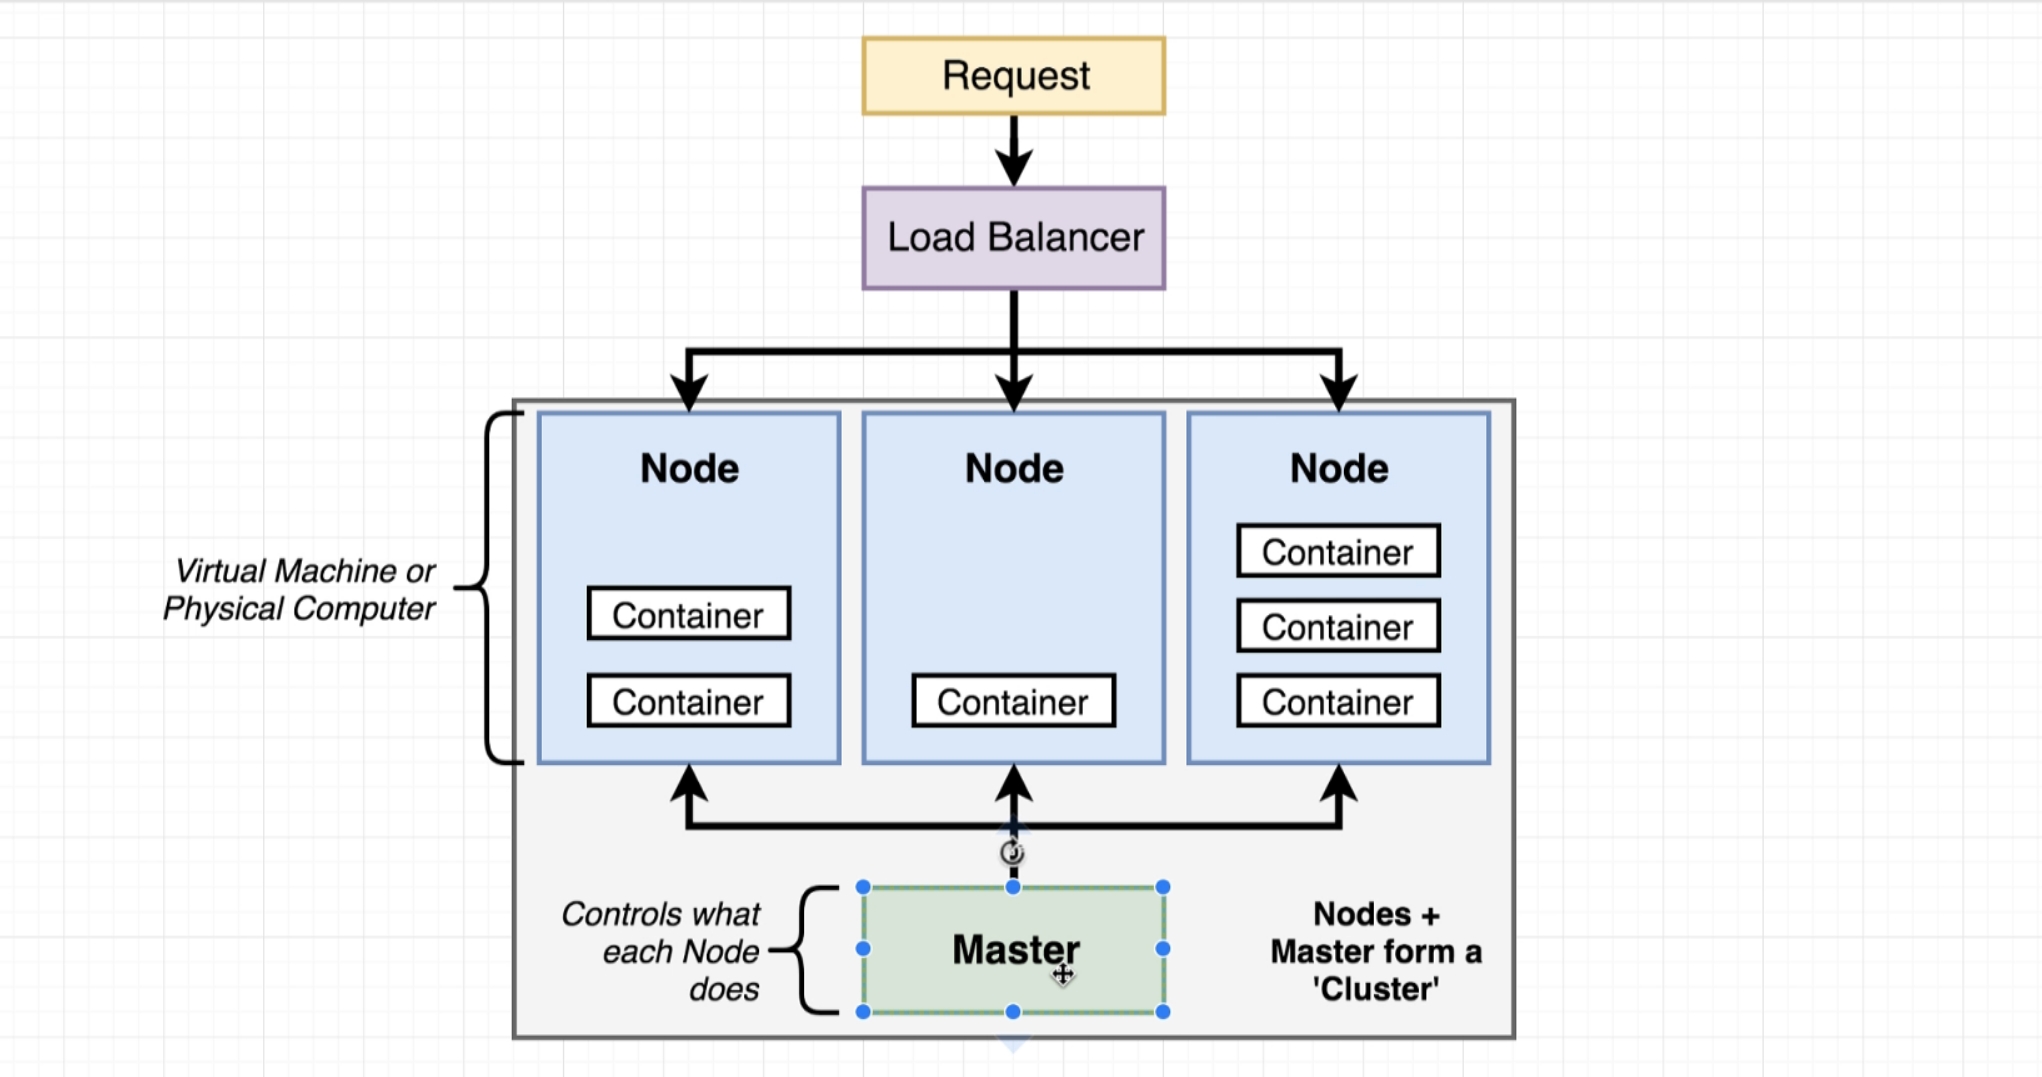 Request
Load Balancer
Node
Node
Node
Container
Container
Container
Container
Container
Container
Virtual Machine or
Physical Computer
Controls what
each Node
does
Master
Nodes +
Master form a
'Cluster'